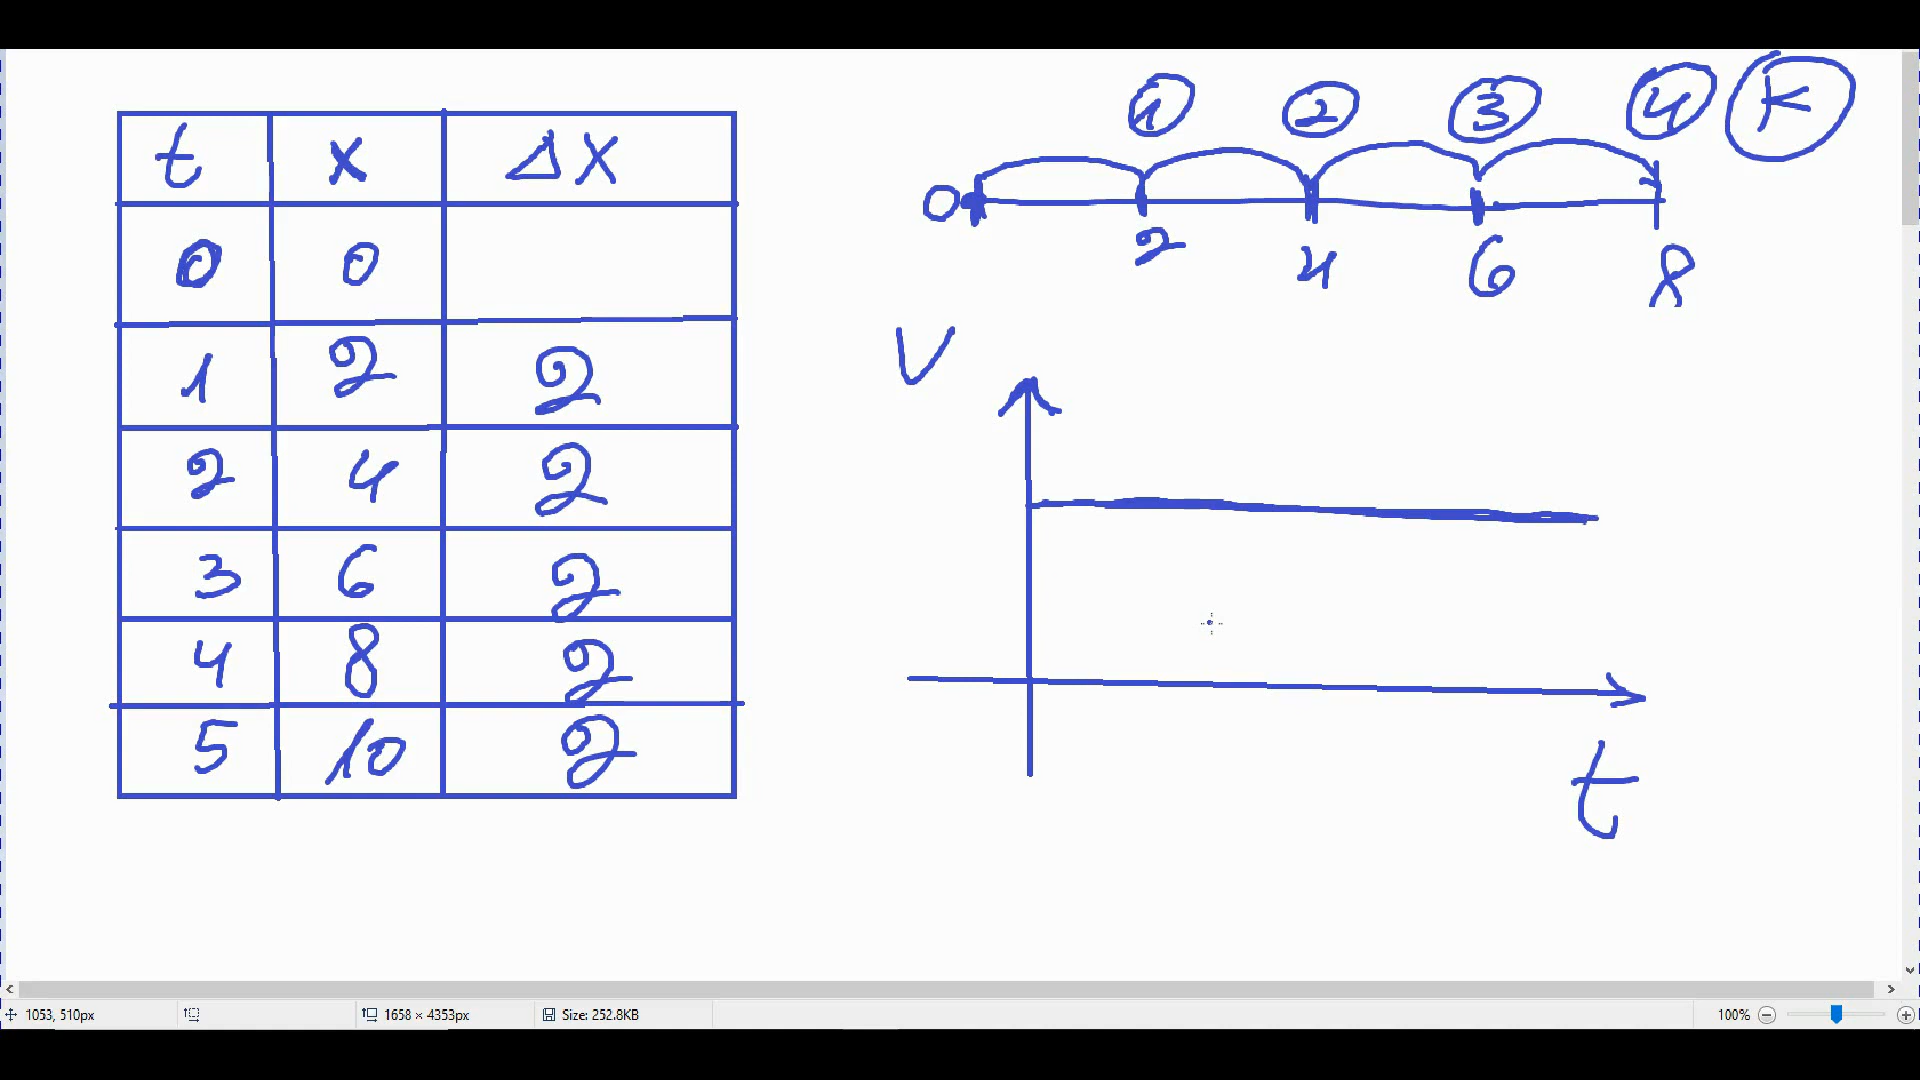 t x ΔX
0 0
1 2 2
2 4 2
3 6 2
4 8 2
5 10 2
1 2 3 4 K
0 2 4 6 8
V
t
1053, 510px 1658 × 4353px Size: 252.8KB 100%